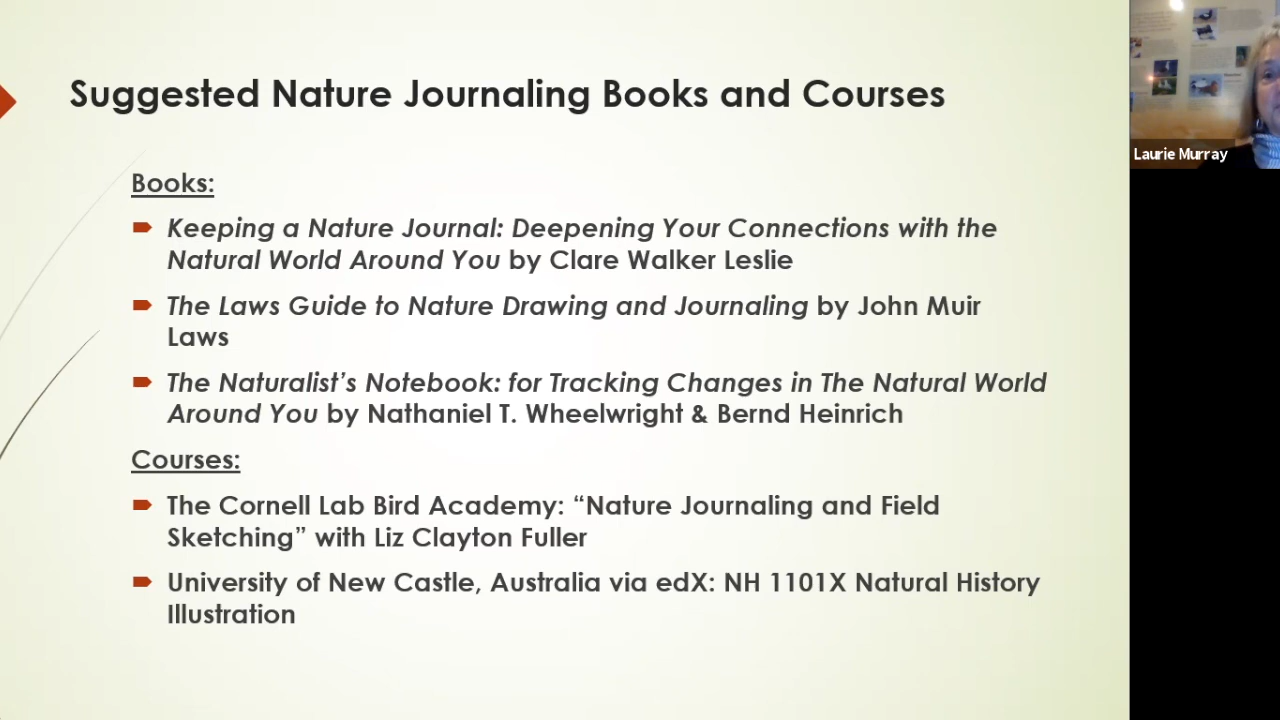 Suggested Nature Journaling Books and Courses
Books:
Keeping a Nature Journal: Deepening Your Connections with the
Natural World Around You by Clare Walker Leslie
The Laws Guide to Nature Drawing and Journaling by John Muir
Laws
The Naturalist’s Notebook: for Tracking Changes in The Natural World
Around You by Nathaniel T. Wheelwright & Bernd Heinrich
Courses:
The Cornell Lab Bird Academy: “Nature Journaling and Field
Sketching” with Liz Clayton Fuller
University of New Castle, Australia via edX: NH 1101X Natural History
Illustration
Laurie Murray